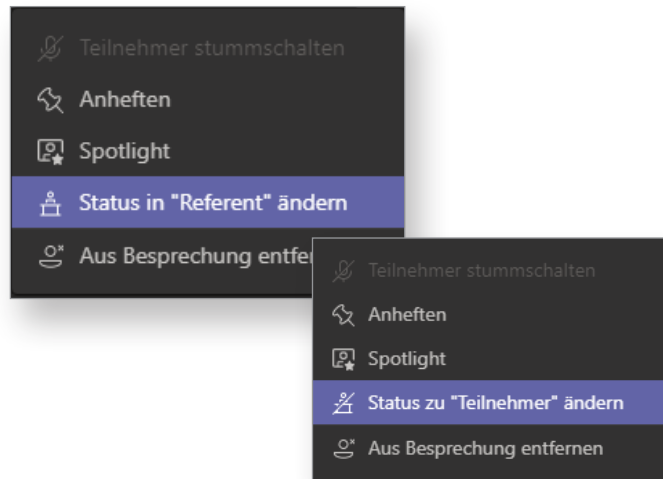 Teilnehmer stummschalten
Anheften
Spotlight
Status in "Referent" ändern
Aus Besprechung entfer
Teilnehmer stummschalten
Anheften
Spotlight
Status zu "Teilnehmer" ändern
Aus Besprechung entfernen